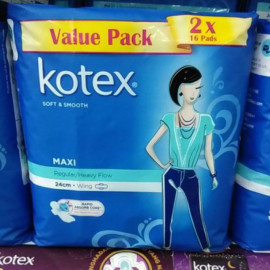 Value Pack
2x
16 Pads
kotex
SOFT & SMOOTH
MAXI
Regular/Heavy Flow
24cm - Wing
kotex